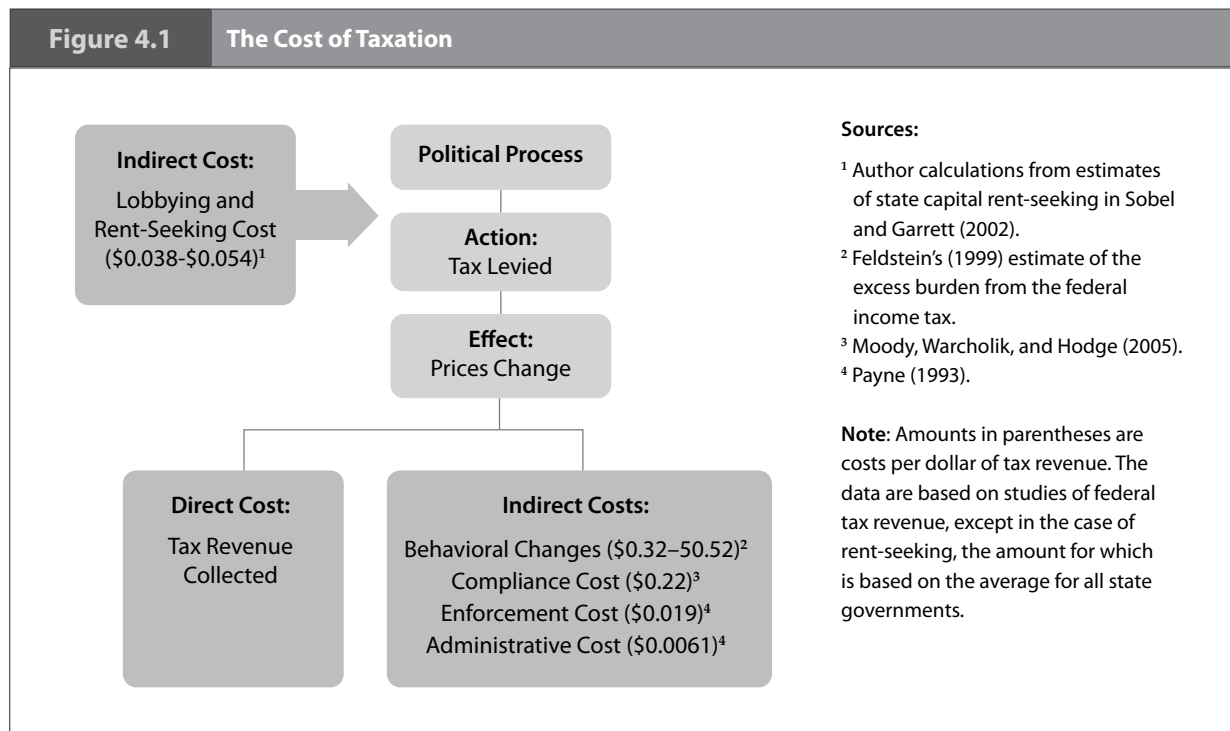 Figure 4.1
The Cost of Taxation
Indirect Cost:
Lobbying and
Rent-Seeking Cost
($0.038-$0.054)¹
Political Process
Action:
Tax Levied
Effect:
Prices Change
Direct Cost:
Tax Revenue
Collected
Indirect Costs:
Behavioral Changes ($0.32–50.52)²
Compliance Cost ($0.22)³
Enforcement Cost ($0.019)⁴
Administrative Cost ($0.0061)⁴
Sources:
¹ Author calculations from estimates
of state capital rent-seeking in Sobel
and Garrett (2002).
² Feldstein's (1999) estimate of the
excess burden from the federal
income tax.
³ Moody, Warcholik, and Hodge (2005).
⁴ Payne (1993).
Note: Amounts in parentheses are
costs per dollar of tax revenue. The
data are based on studies of federal
tax revenue, except in the case of
rent-seeking, the amount for which
is based on the average for all state
governments.